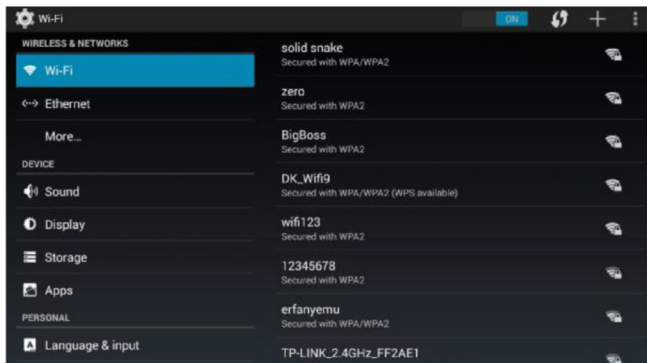 Wi-Fi
ON
WIRELESS & NETWORKS
Wi-Fi
Ethernet
More...
DEVICE
Sound
Display
Storage
Apps
PERSONAL
Language & input
solid snake
Secured with WPA/WPA2
zero
Secured with WPA2
BigBoss
Secured with WPA2
DK_Wifi9
Secured with WPA/WPA2 (WPS available)
wifi123
Secured with WPA2
12345678
Secured with WPA2
erfanyemu
Secured with WPA/WPA2
TP-LINK_2.4GHz_FF2AE1